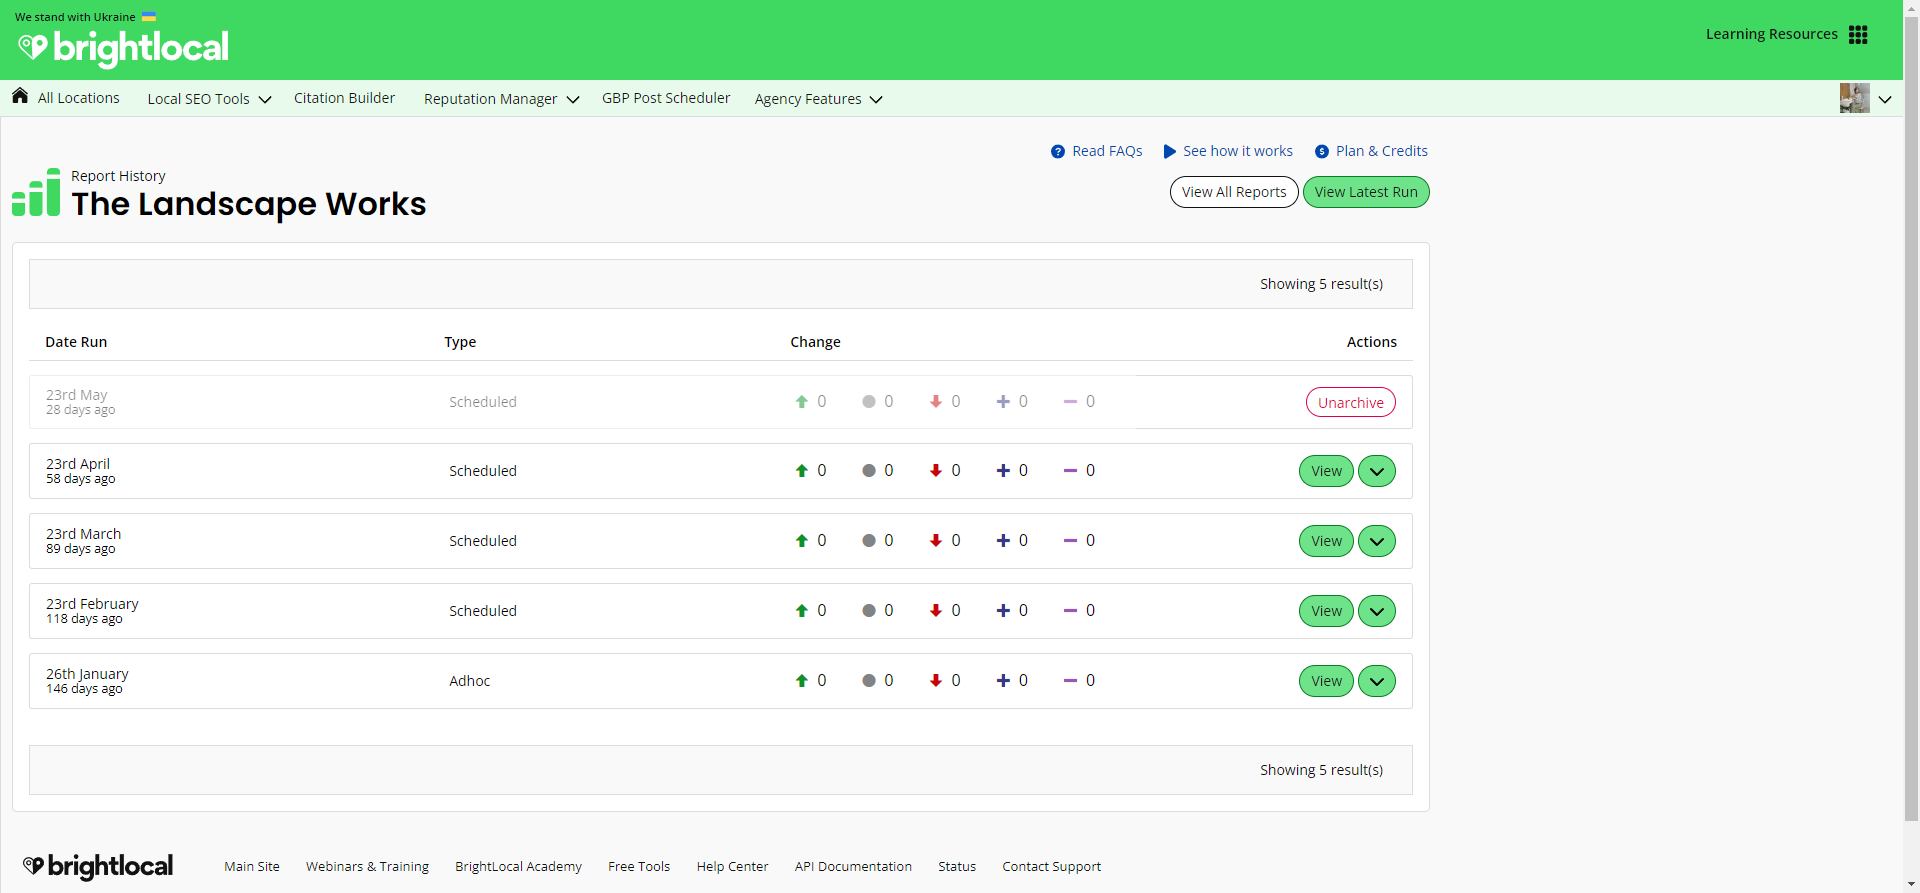 We stand with Ukraine
brightlocal
Learning Resources
All Locations Local SEO Tools Citation Builder Reputation Manager GBP Post Scheduler Agency Features
Read FAQs See how it works Plan & Credits
Report History
The Landscape Works
View All Reports View Latest Run
Showing 5 result(s)
Date Run Type Change Actions
23rd May
28 days ago
Scheduled 0 0 0 0 0 Unarchive
23rd April
58 days ago
Scheduled 0 0 0 0 0 View
23rd March
89 days ago
Scheduled 0 0 0 0 0 View
23rd February
118 days ago
Scheduled 0 0 0 0 0 View
26th January
146 days ago
Adhoc 0 0 0 0 0 View
Showing 5 result(s)
brightlocal Main Site Webinars & Training BrightLocal Academy Free Tools Help Center API Documentation Status Contact Support